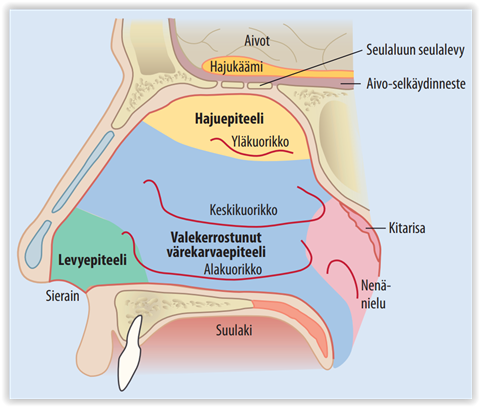 Aivot
Seulaluun seulalevy
Hajukäämi
Aivo-selkäydinneste
Hajuepiteeli
Yläkuorikko
Keskikuorikko
Kitarisa
Valekerrostunut
värekarvaepiteeli
Levyepiteeli
Alakuorikko
Sierain
Nenä-
nielu
Suulaki